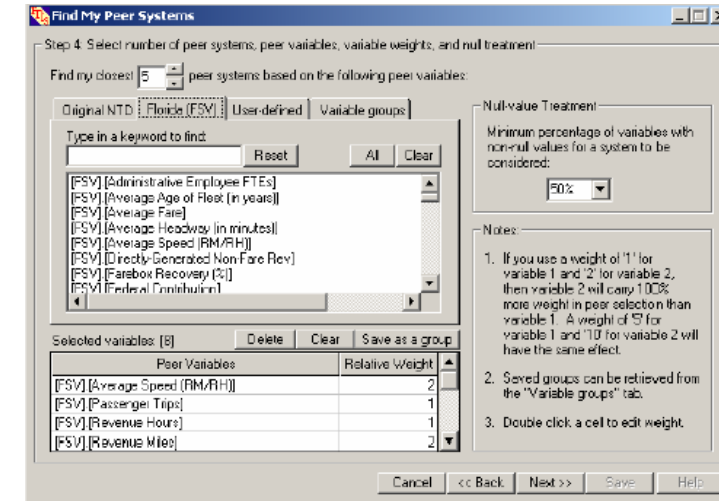 Find My Peer Systems
Step 4: Select number of peer systems, peer variables, variable weights, and null treatment
Find my closest 5 peer systems based on the following peer variables:
Original NTD Florida (FSV) User-defined Variable groups
Type in a keyword to find:
Reset All Clear
[FSV].[Administrative Employee FTEs]
[FSV].[Average Age of Fleet (in years)]
[FSV].[Average Fare]
[FSV].[Average Headway (in minutes)]
[FSV].[Average Speed (RM/RH)]
[FSV].[Directly-Generated Non-Fare Rev]
[FSV].[Farebox Recovery (%)]
[FSV].[Federal Contribution]
Selected variables: [8] Delete Clear Save as a group
Peer Variables Relative Weight
[FSV].[Average Speed (RM/RH)] 2
[FSV].[Passenger Trips] 1
[FSV].[Revenue Hours] 1
[FSV].[Revenue Miles] 2
Null-value Treatment
Minimum percentage of variables with
non-null values for a system to be
considered:
50%
Notes:
1. If you use a weight of '1' for
variable 1 and '2' for variable 2,
then variable 2 will carry 100%
more weight in peer selection than
variable 1. A weight of '5' for
variable 1 and '10' for variable 2 will
have the same effect.
2. Saved groups can be retrieved from
the "Variable groups" tab.
3. Double click a cell to edit weight.
Cancel << Back Next >> Save Help